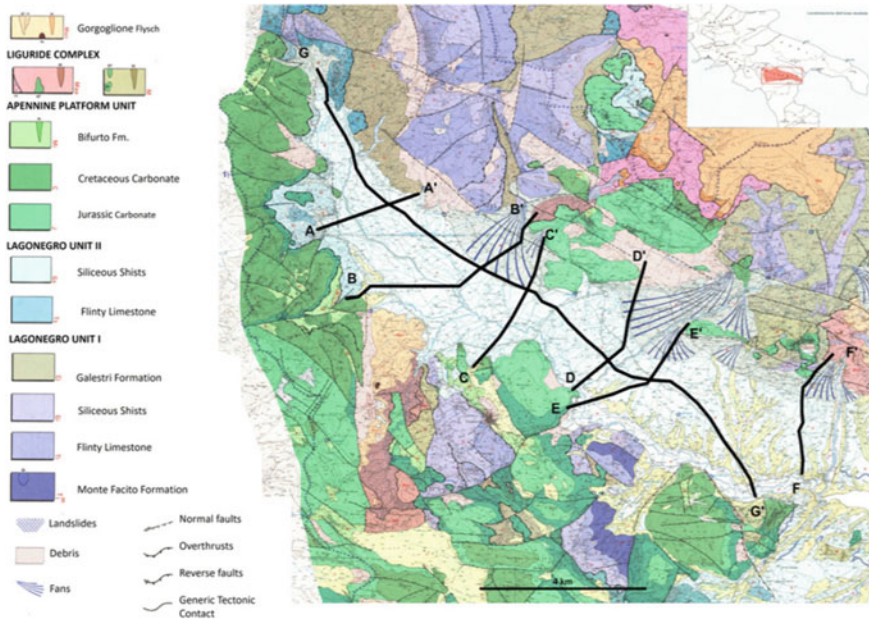 Gorgoglione Flysch
LIGURIDE COMPLEX
APENNINE PLATFORM UNIT
Bifurto Fm.
Cretaceous Carbonate
Jurassic Carbonate
LAGONEGRO UNIT II
Siliceous Shists
Flinty Limestone
LAGONEGRO UNIT I
Galestri Formation
Siliceous Shists
Flinty Limestone
Monte Facito Formation
Landslides
Debris
Fans
Normal faults
Overthrusts
Reverse faults
Generic Tectonic
Contact
G
A'
A
B'
B
C'
D'
E'
F'
C
D
E
F
G'
4 km